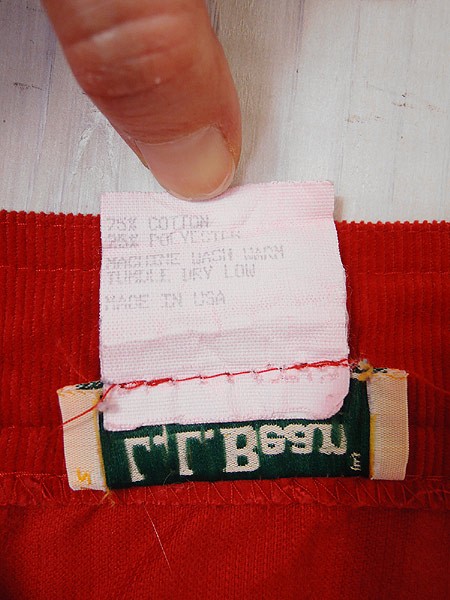 75% COTTON
25% POLYESTER
MACHINE WASH WARM
TUMBLE DRY LOW
MADE IN USA
L.L.Bean